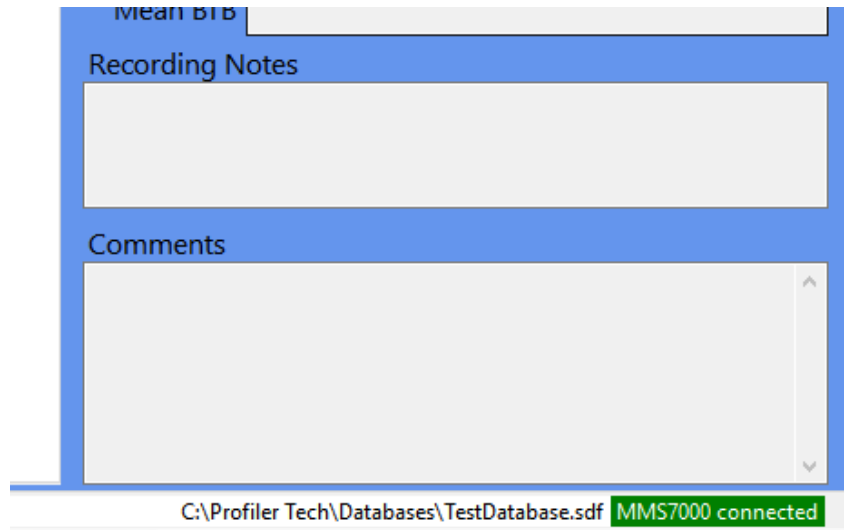 Mean BTB
Recording Notes
Comments
C:\Profiler Tech\Databases\TestDatabase.sdf MMS7000 connected